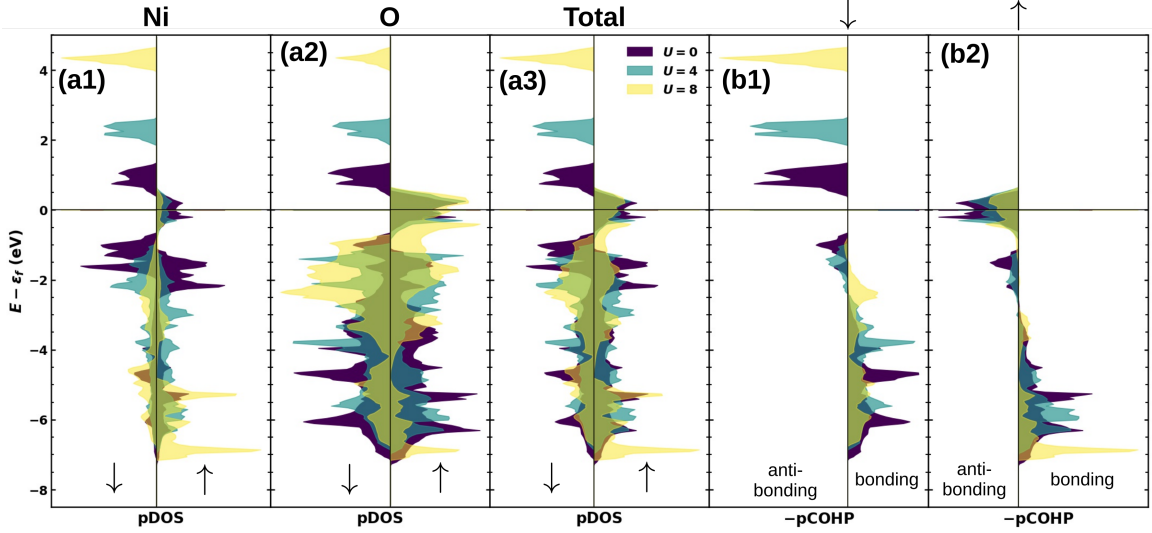 Ni O Total ↓ ↑
(a1) (a2) (a3) (b1) (b2)
U = 0
U = 4
U = 8
4
2
0
−2
−4
−6
−8
E − εf (eV)
↓ ↑ ↓ ↑ ↓ ↑
anti-
bonding
bonding
anti-
bonding
bonding
pDOS pDOS pDOS −pCOHP −pCOHP